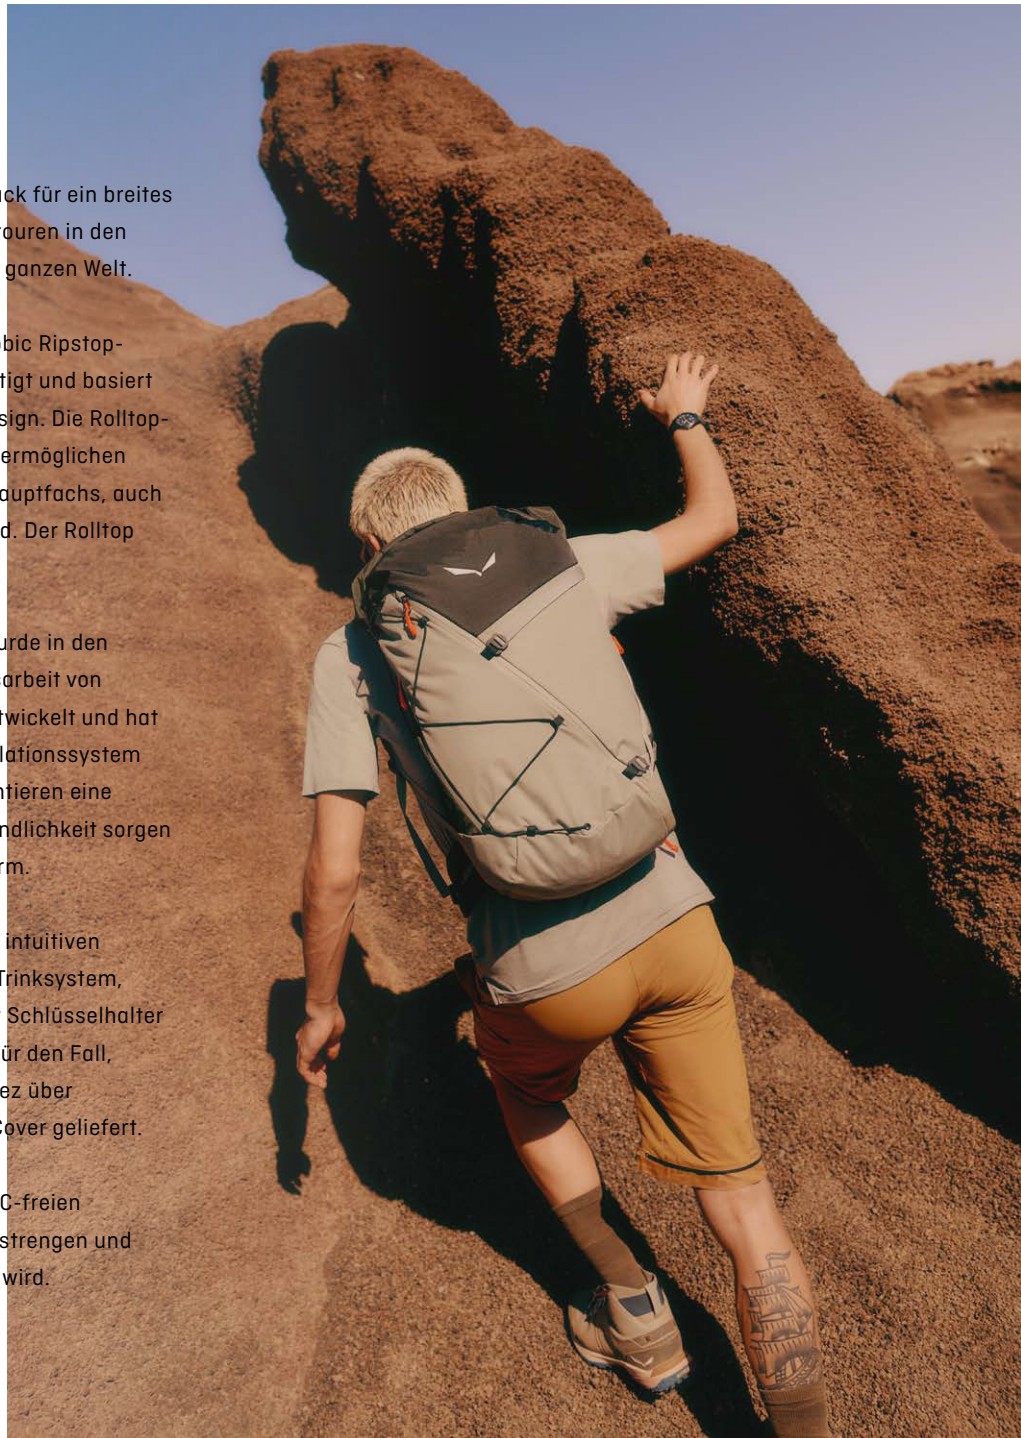 ck für ein breites
touren in den
ganzen Welt.
bic Ripstop-
tigt und basiert
sign. Die Rolltop-
ermöglichen
auptfachs, auch
d. Der Rolltop
urde in den
sarbeit von
twickelt und hat
lationssystem
ntieren eine
ndlichkeit sorgen
rm.
intuitiven
Trinksystem,
Schlüsselhalter
ür den Fall,
ez über
Cover geliefert.
C-freien
strengen und
wird.